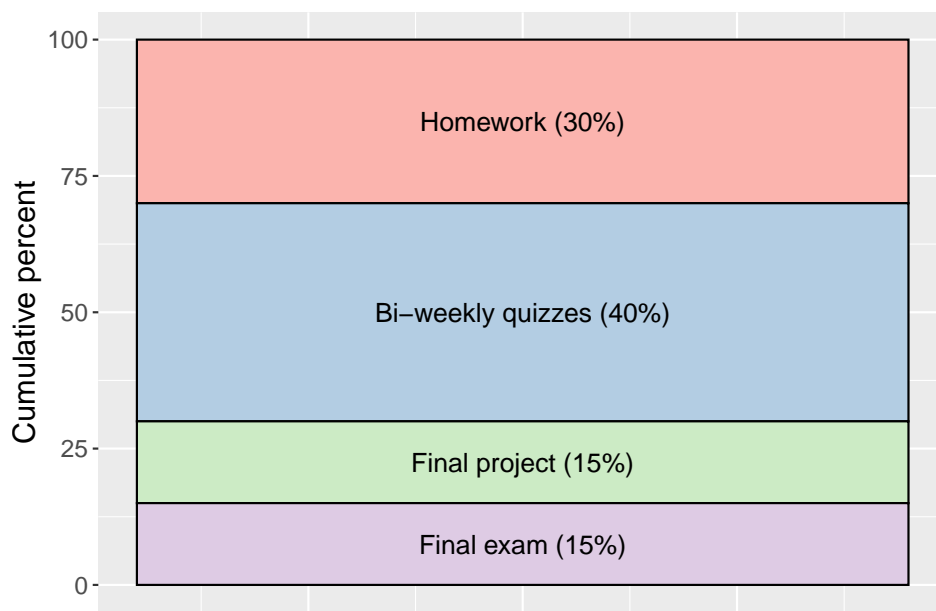 100
Homework (30%)
75
Bi−weekly quizzes (40%)
50
Cumulative percent
25
Final project (15%)
Final exam (15%)
0